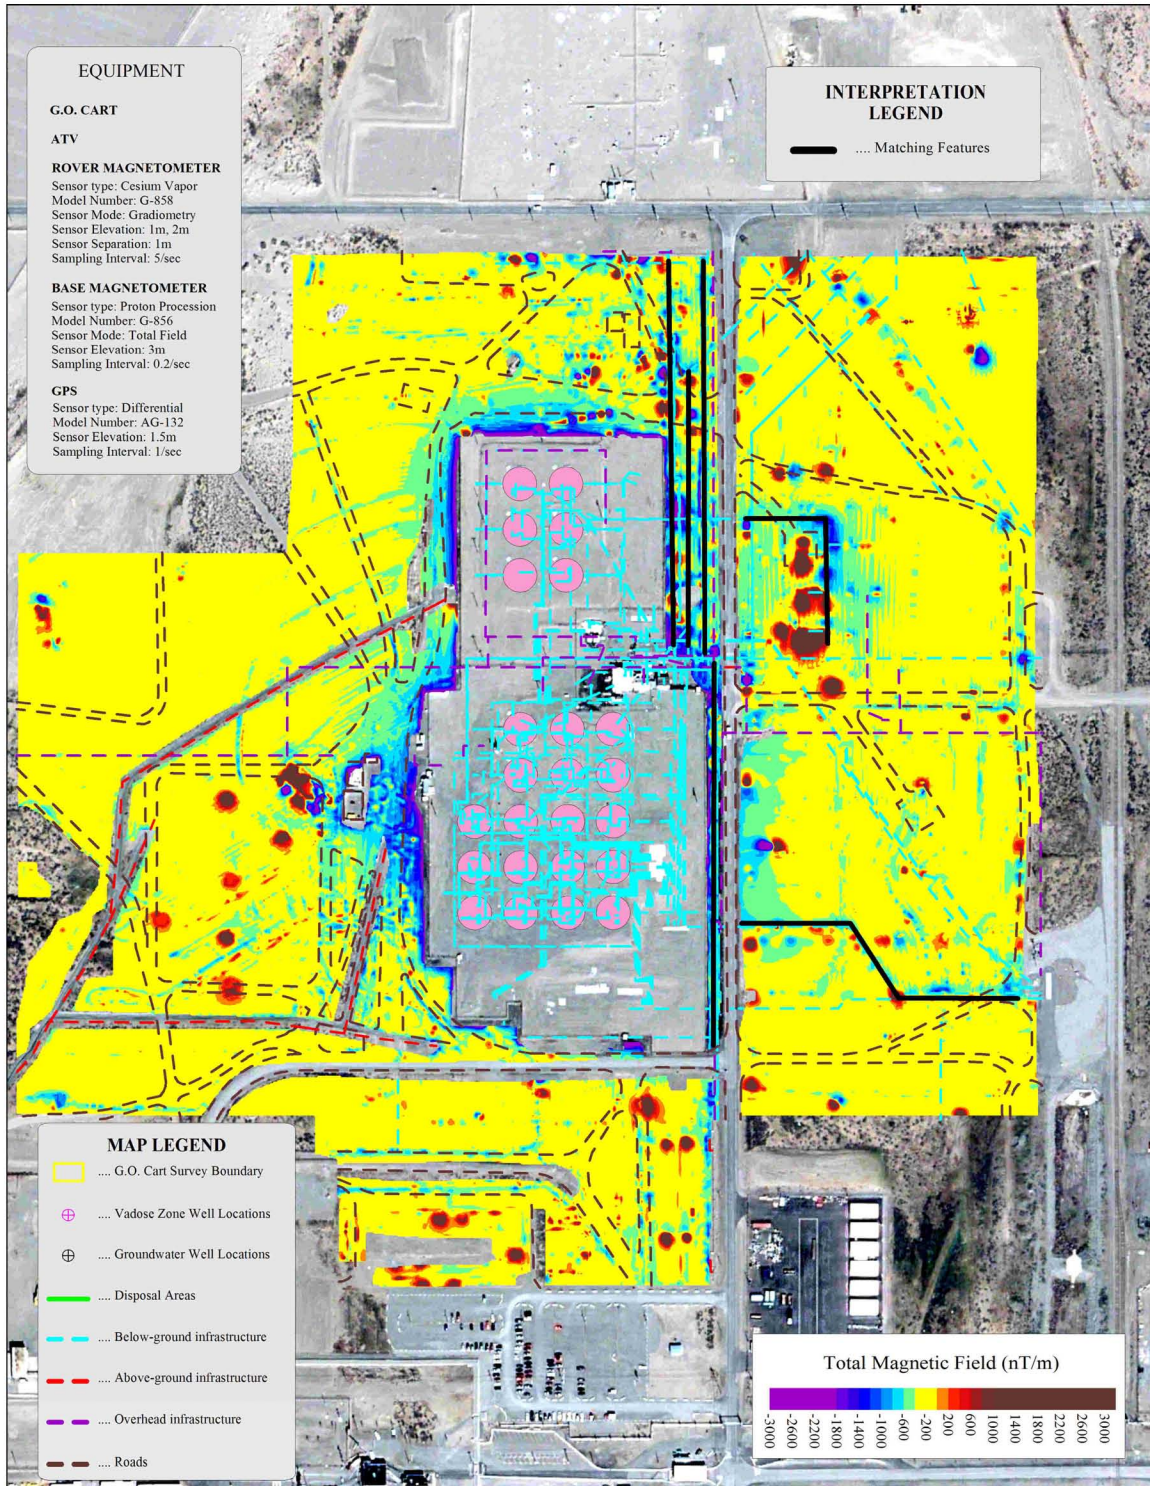 EQUIPMENT
G.O. CART
ATV
ROVER MAGNETOMETER
Sensor type: Cesium Vapor
Model Number: G-858
Sensor Mode: Gradiometry
Sensor Elevation: 1m, 2m
Sensor Separation: 1m
Sampling Interval: 5/sec
BASE MAGNETOMETER
Sensor type: Proton Procession
Model Number: G-856
Sensor Mode: Total Field
Sensor Elevation: 3m
Sampling Interval: 0.2/sec
GPS
Sensor type: Differential
Model Number: AG-132
Sensor Elevation: 1.5m
Sampling Interval: 1/sec
INTERPRETATION
LEGEND
.... Matching Features
MAP LEGEND
.... G.O. Cart Survey Boundary
.... Vadose Zone Well Locations
.... Groundwater Well Locations
.... Disposal Areas
.... Below-ground infrastructure
.... Above-ground infrastructure
.... Overhead infrastructure
.... Roads
Total Magnetic Field (nT/m)
-3000 -2600 -2200 -1800 -1400 -1000 -600 -200 200 600 1000 1400 1800 2200 2600 3000